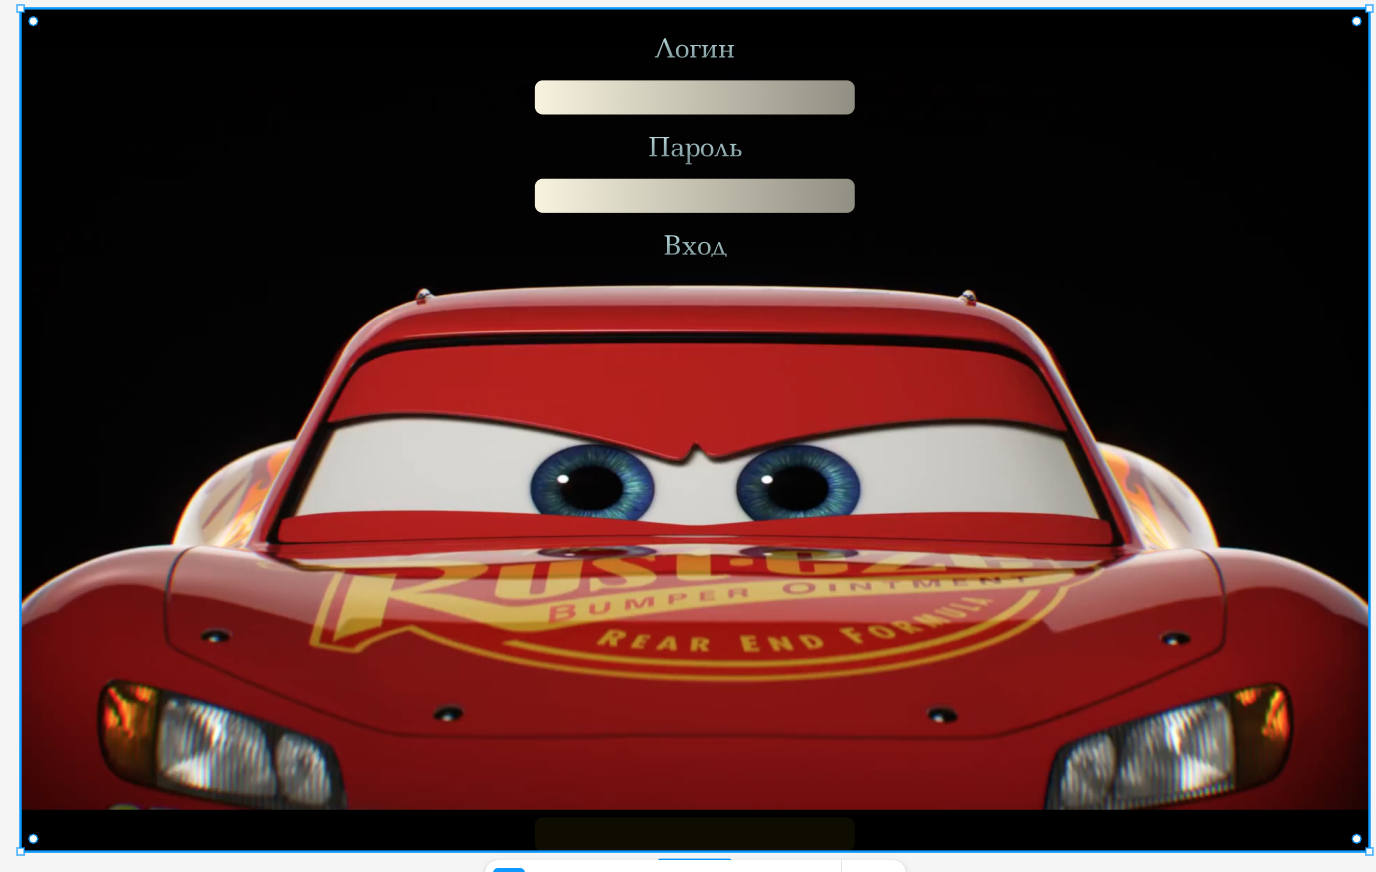 Логин
Пароль
Вход
RUST-EZE
BUMPER OINTMENT
REAR END FORMULA